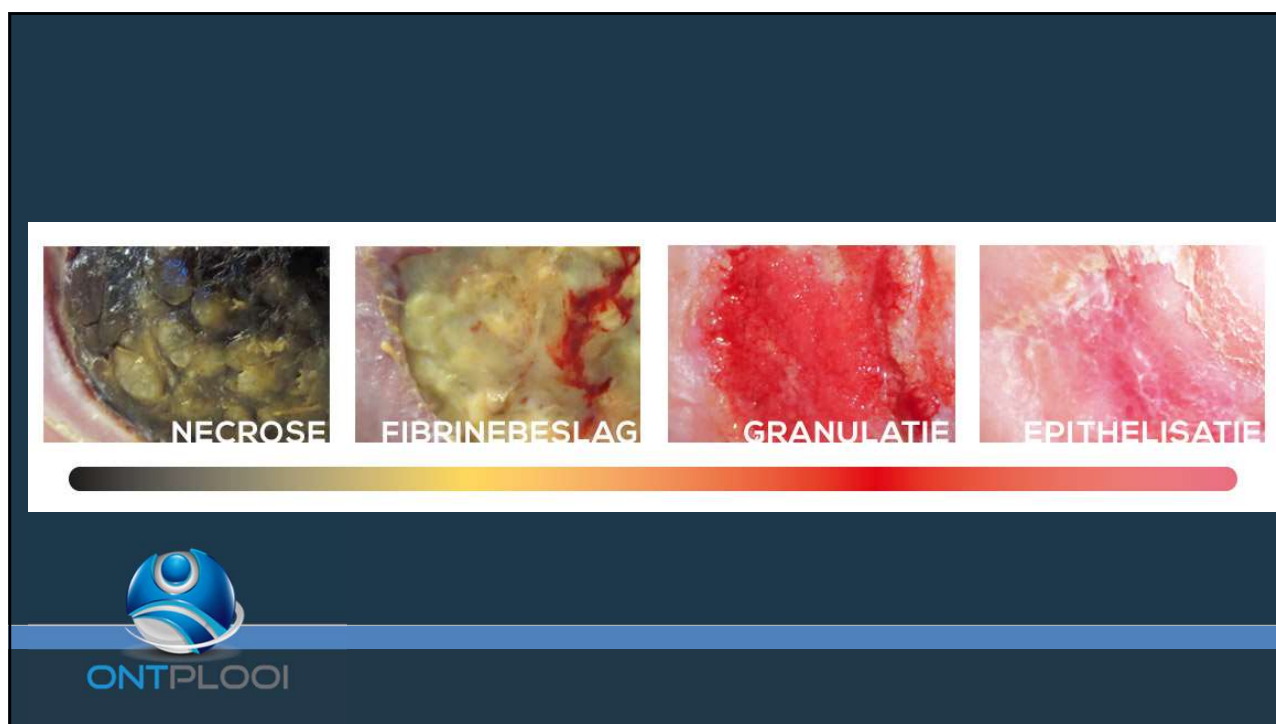 NECROSE
FIBRINEBESLAG
GRANULATIE
EPITHELISATIE
ONTPLOOI